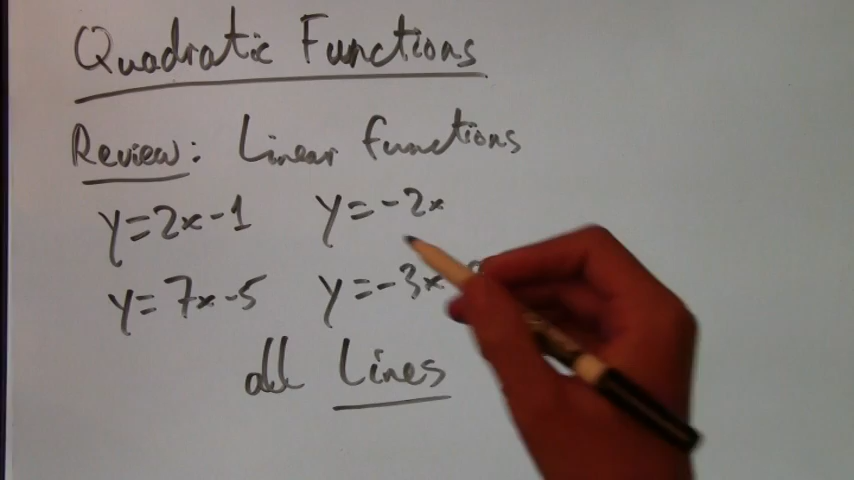 Quadratic Functions
Review: Linear functions
y=2x-1 y=-2x
y=7x-5 y=-3x
all Lines